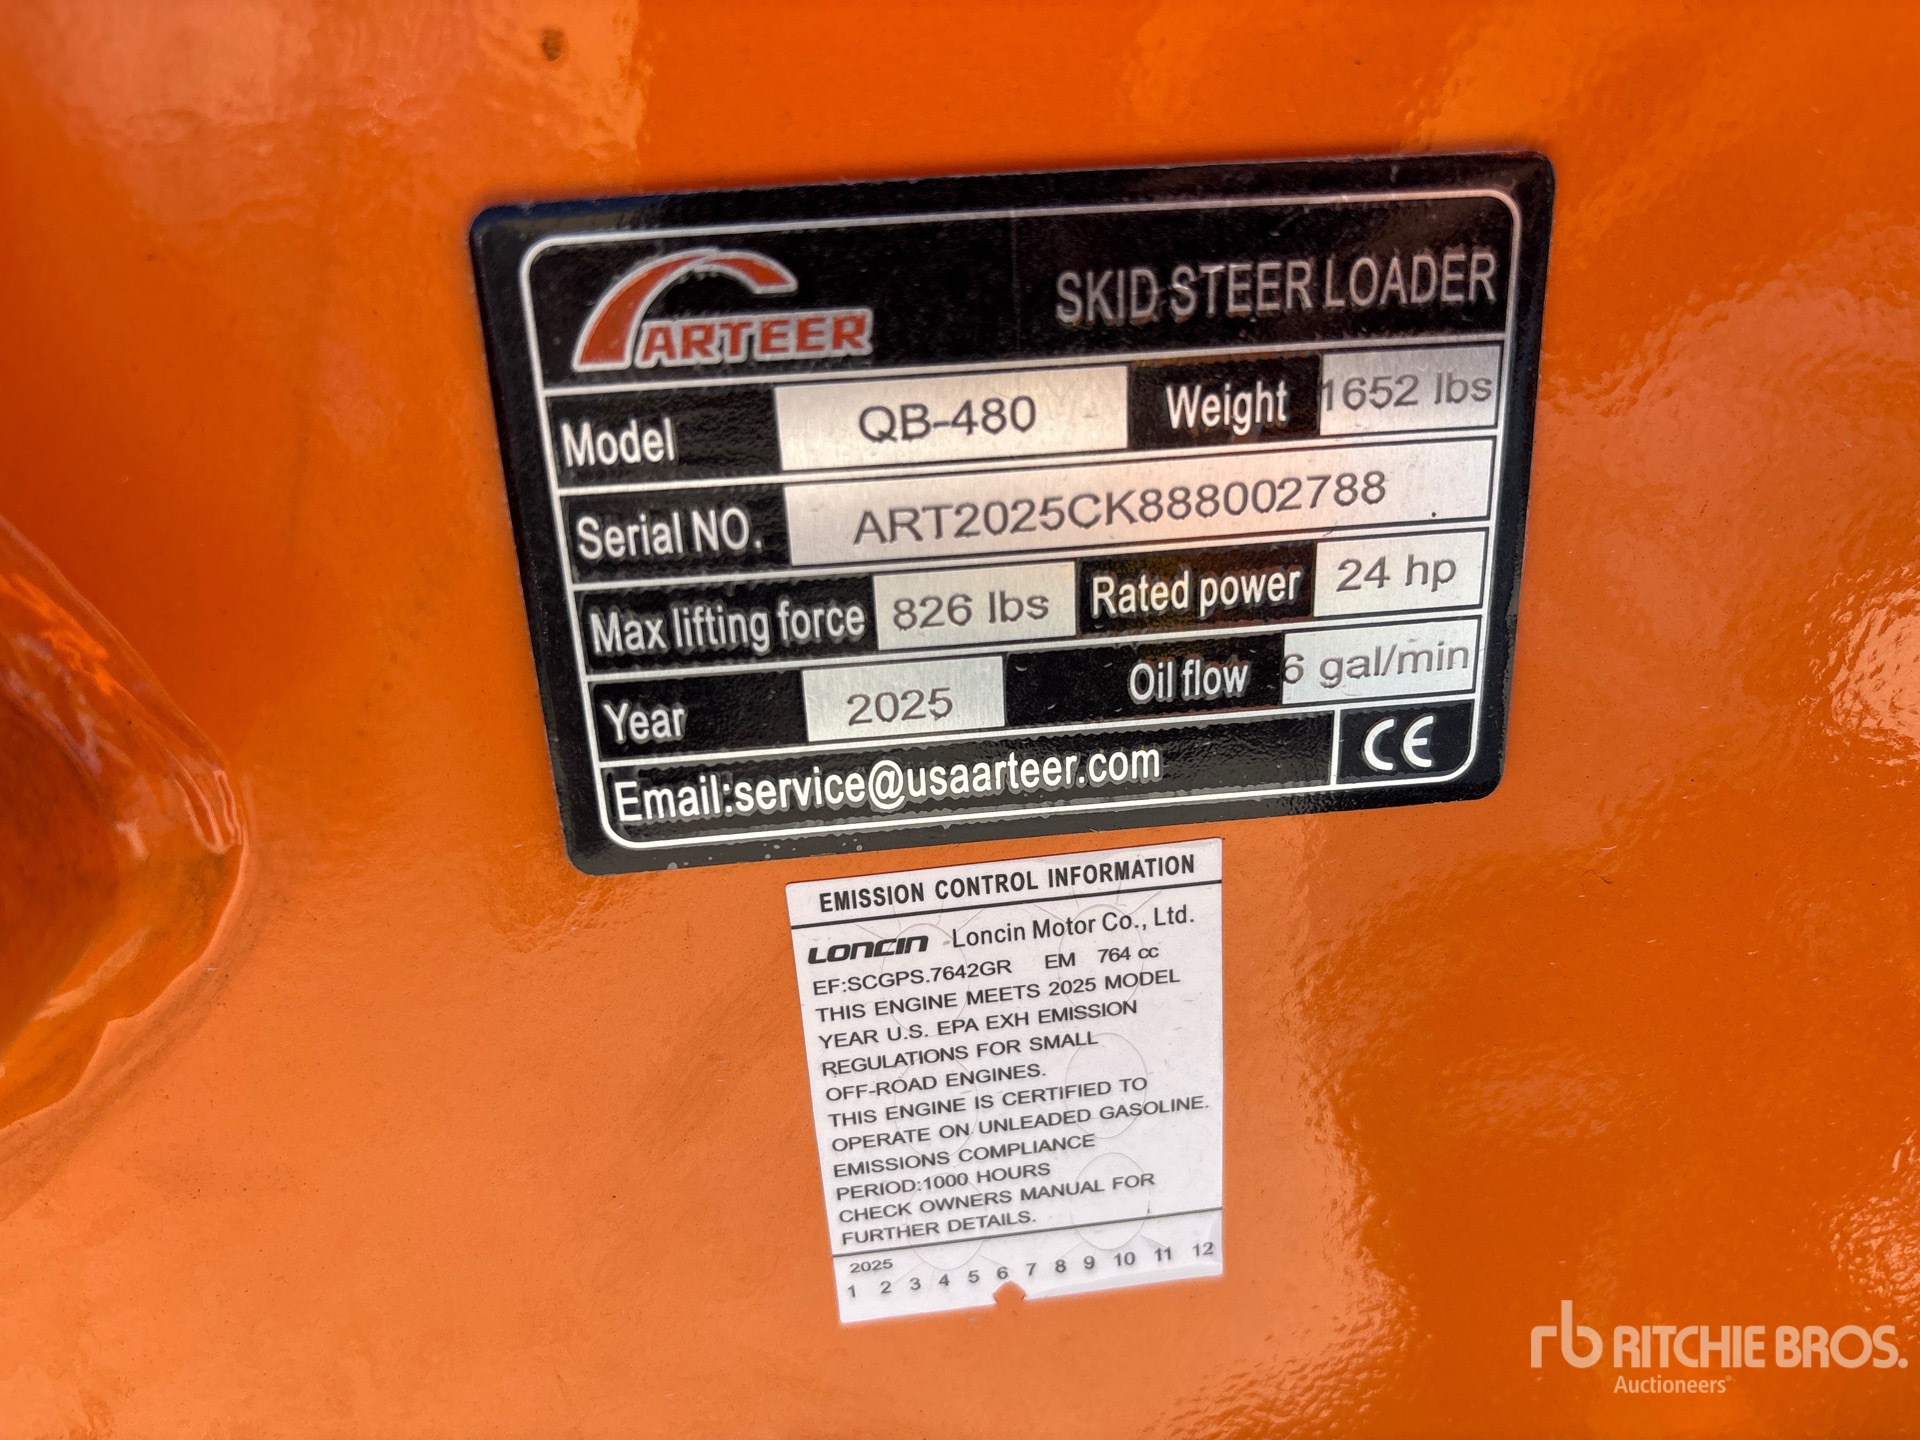 ARTEER SKID STEER LOADER
Model QB-480 Weight 1652 lbs
Serial NO. ART2025CK888002788
Max lifting force 826 lbs Rated power 24 hp
Year 2025 Oil flow 6 gal/min
Email:service@usaarteer.com CE
EMISSION CONTROL INFORMATION
LONCIN Loncin Motor Co., Ltd.
EF:SCGPS.7642GR EM 764 cc
THIS ENGINE MEETS 2025 MODEL
YEAR U.S. EPA EXH EMISSION
REGULATIONS FOR SMALL
OFF-ROAD ENGINES.
THIS ENGINE IS CERTIFIED TO
OPERATE ON UNLEADED GASOLINE.
EMISSIONS COMPLIANCE
PERIOD:1000 HOURS
CHECK OWNERS MANUAL FOR
FURTHER DETAILS.
2025
1 2 3 4 5 6 7 8 9 10 11 12
rb RITCHIE BROS.
Auctioneers